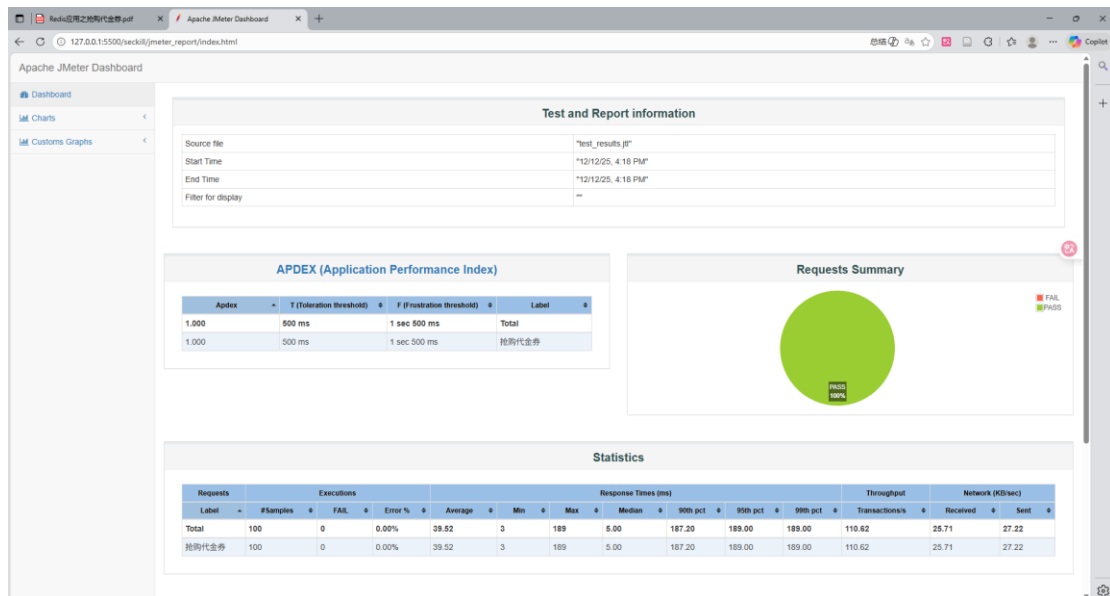 Redis应用之抢购代金券.pdf
Apache JMeter Dashboard
127.0.0.1:5500/seckill/jmeter_report/index.html
总结
Copilot
Apache JMeter Dashboard
Dashboard
Charts
Customs Graphs
Test and Report information
Source file "test_results.jtl"
Start Time "12/12/25, 4:18 PM"
End Time "12/12/25, 4:18 PM"
Filter for display ""
APDEX (Application Performance Index)
Apdex T (Toleration threshold) F (Frustration threshold) Label
1.000 500 ms 1 sec 500 ms Total
1.000 500 ms 1 sec 500 ms 抢购代金券
Requests Summary
FAIL
PASS
PASS
100%
Statistics
Requests Executions Response Times (ms) Throughput Network (KB/sec)
Label #Samples FAIL Error % Average Min Max Median 90th pct 95th pct 99th pct Transactions/s Received Sent
Total 100 0 0.00% 39.52 3 189 5.00 187.20 189.00 189.00 110.62 25.71 27.22
抢购代金券 100 0 0.00% 39.52 3 189 5.00 187.20 189.00 189.00 110.62 25.71 27.22